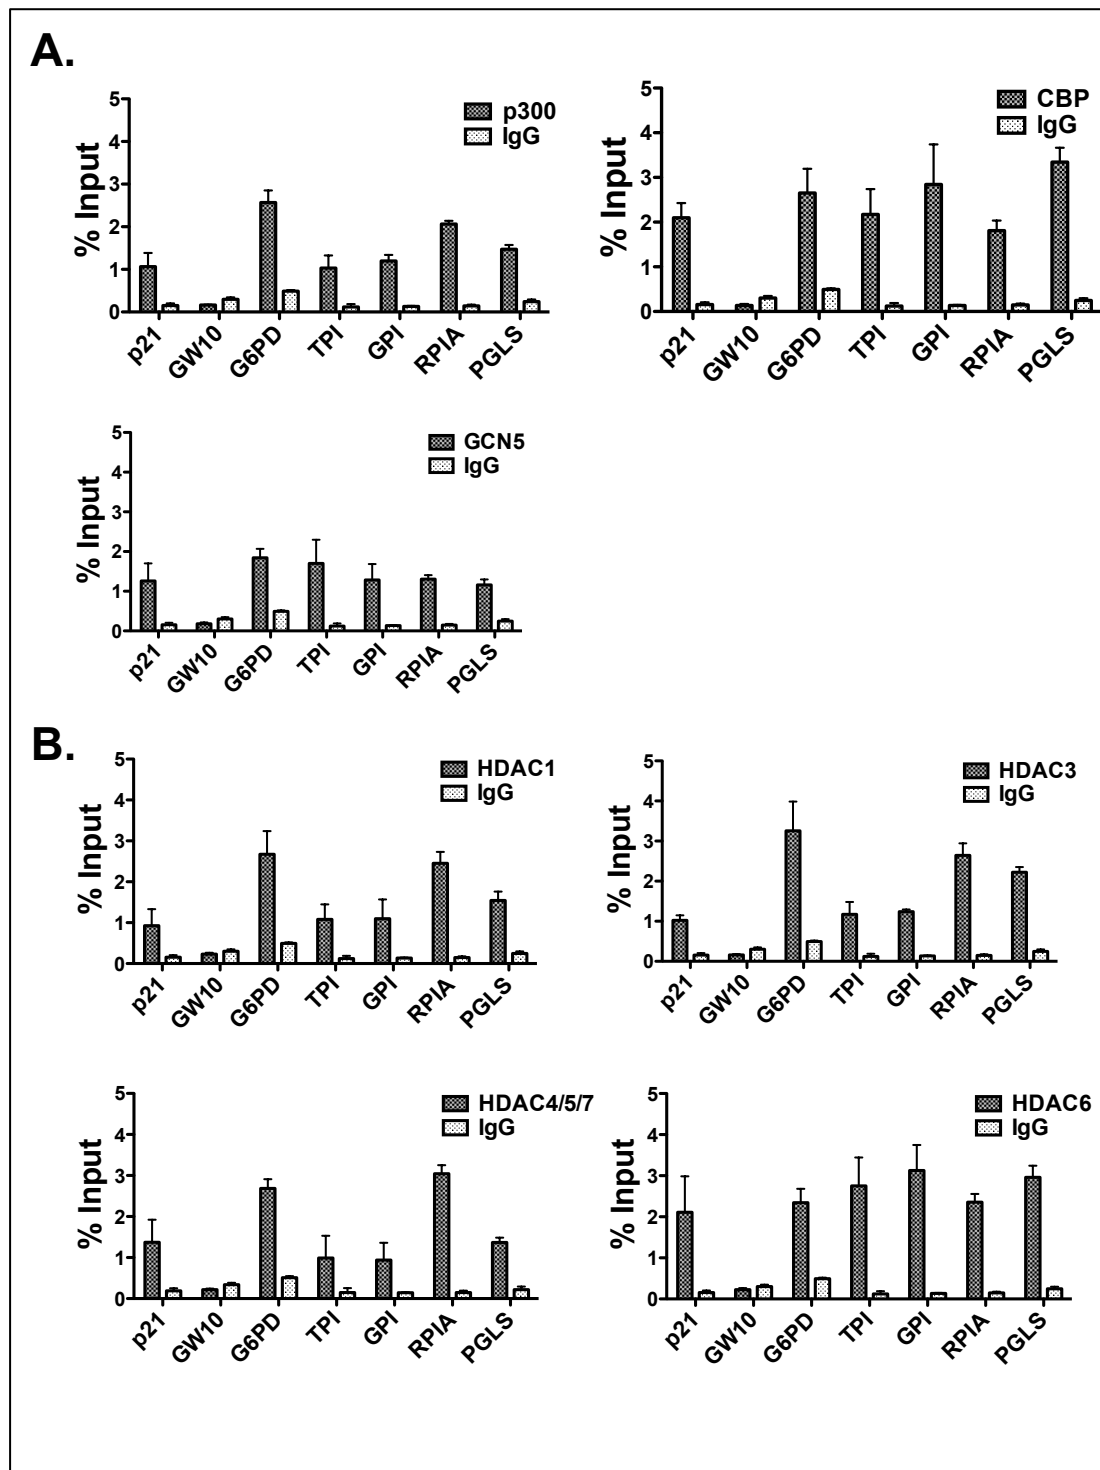 A.
5
4
3
2
1
0
% Input
p300
IgG
p21 GW10 G6PD TPI GPI RPIA PGLS
5
4
3
2
1
0
% Input
CBP
IgG
p21 GW10 G6PD TPI GPI RPIA PGLS
5
4
3
2
1
0
% Input
GCN5
IgG
p21 GW10 G6PD TPI GPI RPIA PGLS
B.
5
4
3
2
1
0
% Input
HDAC1
IgG
p21 GW10 G6PD TPI GPI RPIA PGLS
5
4
3
2
1
0
% Input
HDAC3
IgG
p21 GW10 G6PD TPI GPI RPIA PGLS
5
4
3
2
1
0
% Input
HDAC4/5/7
IgG
p21 GW10 G6PD TPI GPI RPIA PGLS
5
4
3
2
1
0
% Input
HDAC6
IgG
p21 GW10 G6PD TPI GPI RPIA PGLS